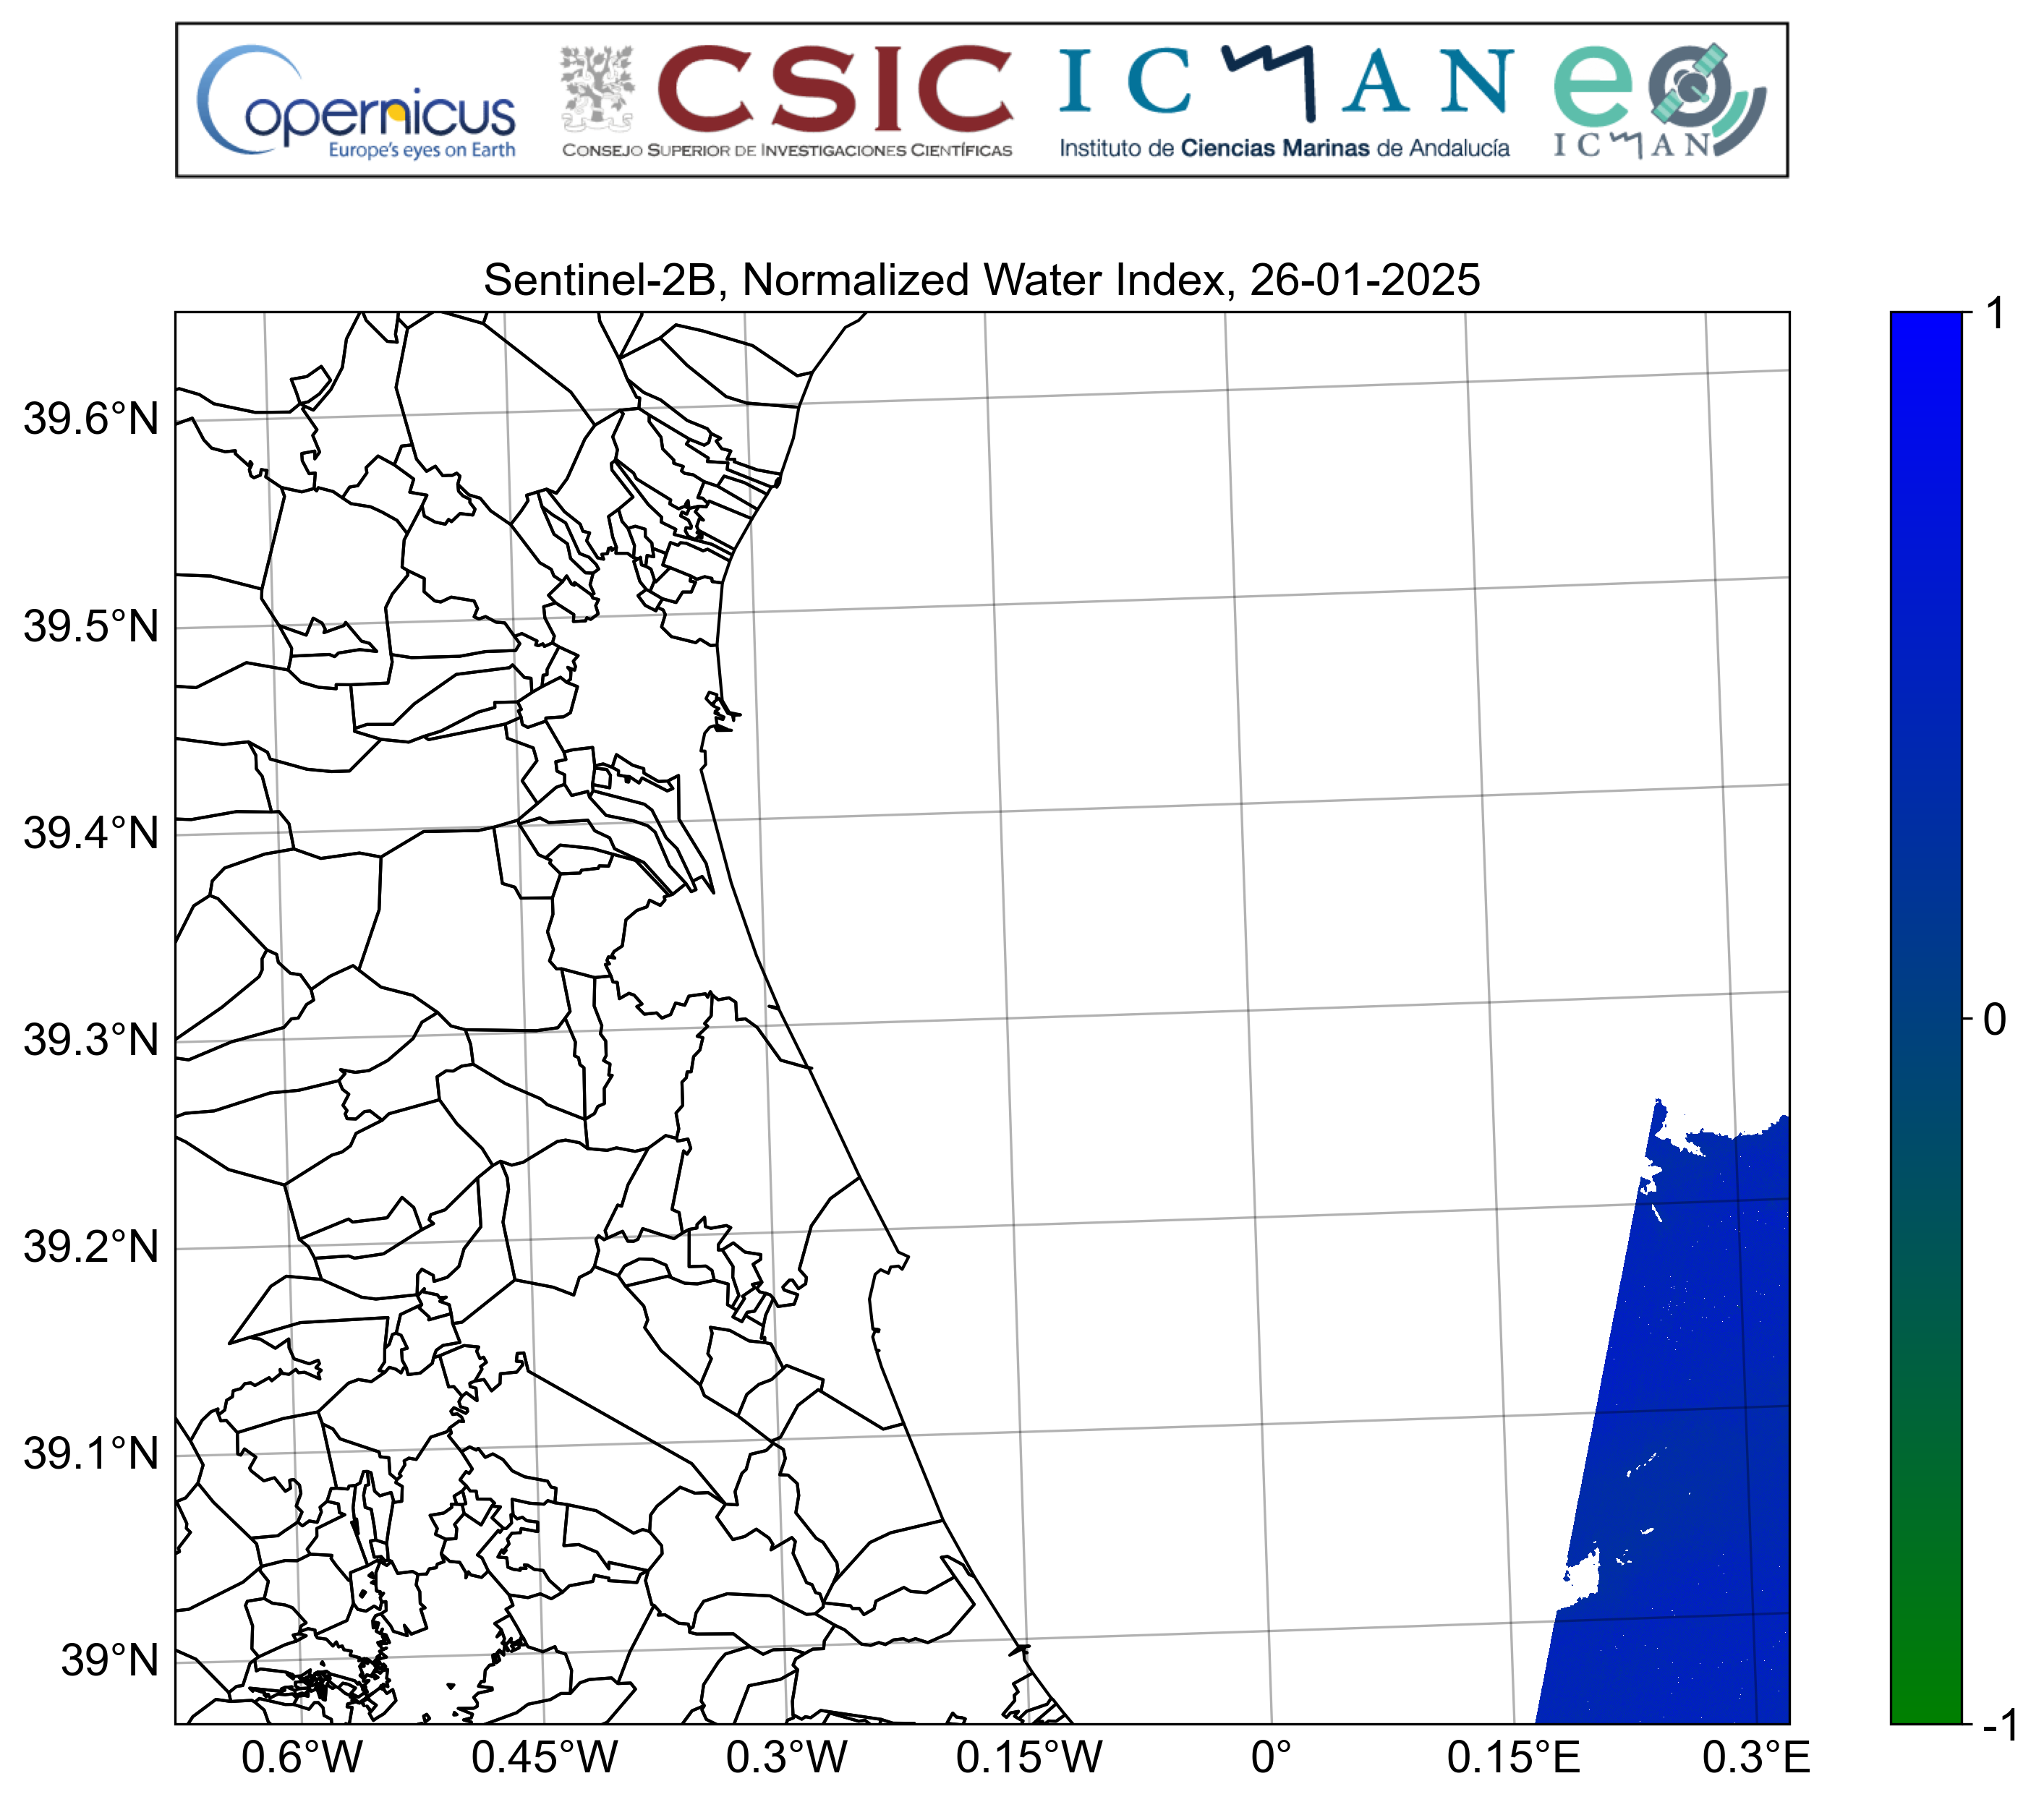 Copernicus
Europe's eyes on Earth
CSIC
CONSEJO SUPERIOR DE INVESTIGACIONES CIENTÍFICAS
ICMAN
Instituto de Ciencias Marinas de Andalucía
eo
ICMAN
Sentinel-2B, Normalized Water Index, 26-01-2025
39.6°N
39.5°N
39.4°N
39.3°N
39.2°N
39.1°N
39°N
0.6°W
0.45°W
0.3°W
0.15°W
0°
0.15°E
0.3°E
1
0
-1